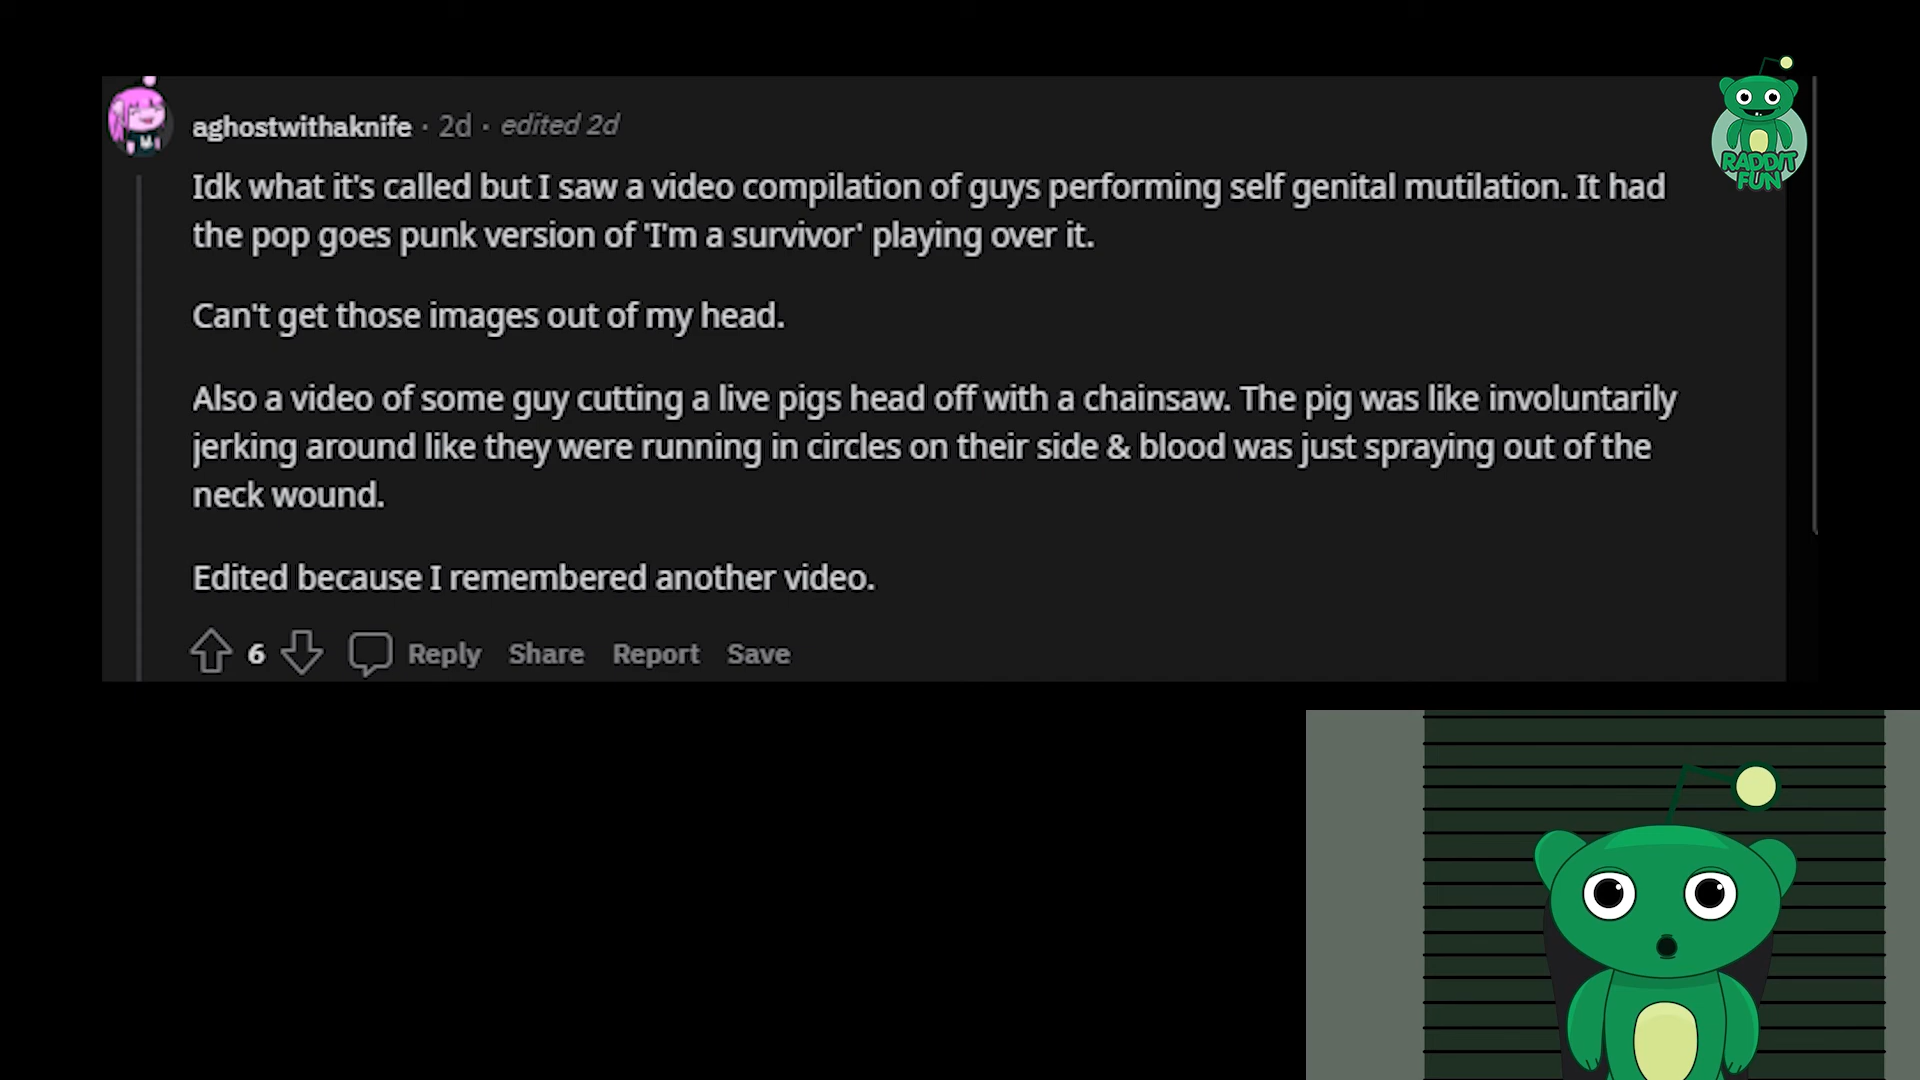 aghostwithaknife · 2d · edited 2d
Idk what it's called but I saw a video compilation of guys performing self genital mutilation. It had
the pop goes punk version of 'I'm a survivor' playing over it.
Can't get those images out of my head.
Also a video of some guy cutting a live pigs head off with a chainsaw. The pig was like involuntarily
jerking around like they were running in circles on their side & blood was just spraying out of the
neck wound.
Edited because I remembered another video.
6 Reply Share Report Save
RADDIT
FUN